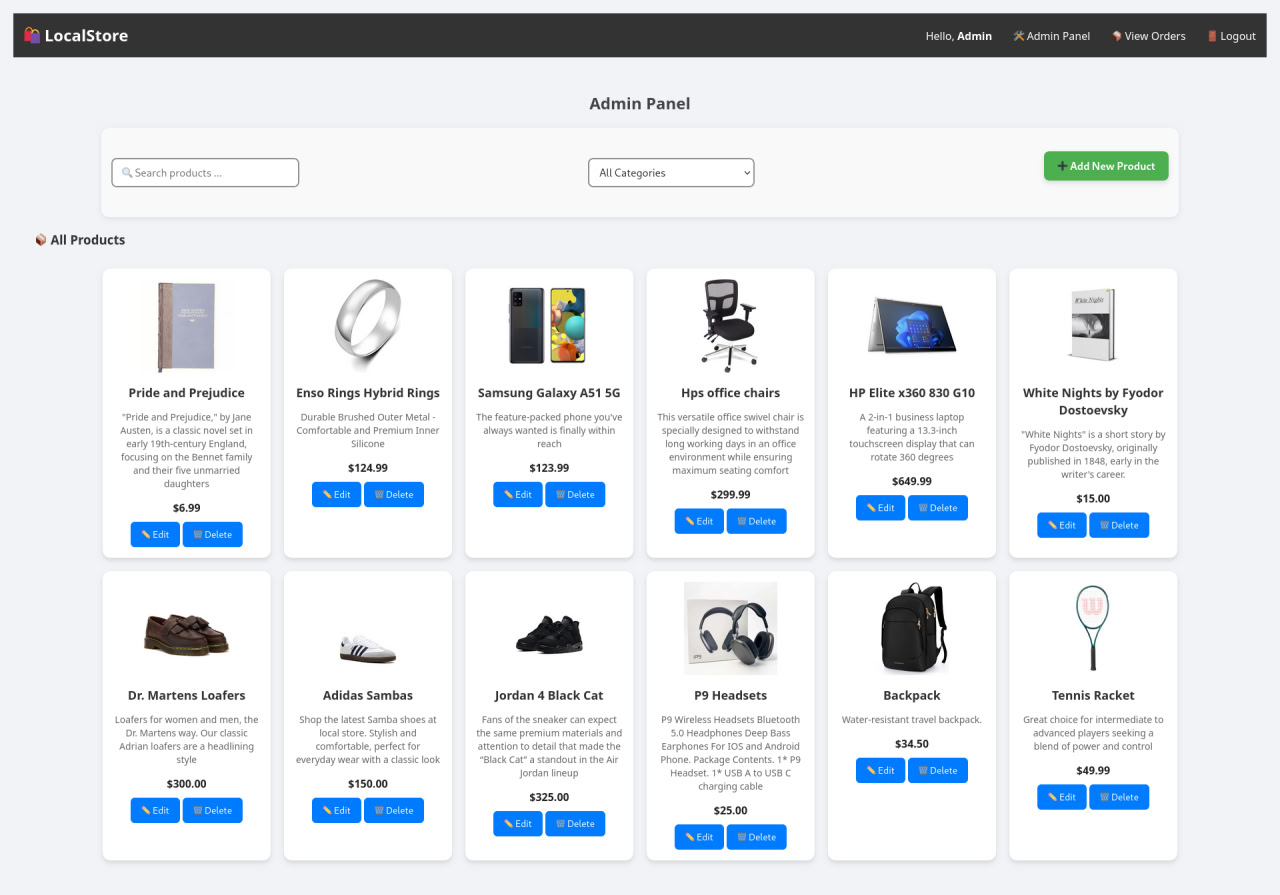 🛍️ LocalStore
Hello, Admin
🛠️ Admin Panel
📦 View Orders
🚪 Logout
Admin Panel
🔍 Search products ...
All Categories
➕ Add New Product
📦 All Products
Pride and Prejudice
"Pride and Prejudice," by Jane
Austen, is a classic novel set in
early 19th-century England,
focusing on the Bennet family
and their five unmarried
daughters
$6.99
✏️ Edit
🗑️ Delete
Enso Rings Hybrid Rings
Durable Brushed Outer Metal -
Comfortable and Premium Inner
Silicone
$124.99
✏️ Edit
🗑️ Delete
Samsung Galaxy A51 5G
The feature-packed phone you've
always wanted is finally within
reach
$123.99
✏️ Edit
🗑️ Delete
Hps office chairs
This versatile office swivel chair is
specially designed to withstand
long working days in an office
environment while ensuring
maximum seating comfort
$299.99
✏️ Edit
🗑️ Delete
HP Elite x360 830 G10
A 2-in-1 business laptop
featuring a 13.3-inch
touchscreen display that can
rotate 360 degrees
$649.99
✏️ Edit
🗑️ Delete
White Nights
White Nights by Fyodor
Dostoevsky
"White Nights" is a short story by
Fyodor Dostoevsky, originally
published in 1848, early in the
writer's career.
$15.00
✏️ Edit
🗑️ Delete
Dr. Martens Loafers
Loafers for women and men, the
Dr. Martens way. Our classic
Adrian loafers are a headlining
style
$300.00
✏️ Edit
🗑️ Delete
Adidas Sambas
Shop the latest Samba shoes at
local store. Stylish and
comfortable, perfect for
everyday wear with a classic look
$150.00
✏️ Edit
🗑️ Delete
Jordan 4 Black Cat
Fans of the sneaker can expect
the same premium materials and
attention to detail that made the
“Black Cat” a standout in the Air
Jordan lineup
$325.00
✏️ Edit
🗑️ Delete
P9
P9 Headsets
P9 Wireless Headsets Bluetooth
5.0 Headphones Deep Bass
Earphones For IOS and Android
Phone. Package Contents. 1* P9
Headset. 1* USB A to USB C
charging cable
$25.00
✏️ Edit
🗑️ Delete
Backpack
Water-resistant travel backpack.
$34.50
✏️ Edit
🗑️ Delete
W
Tennis Racket
Great choice for intermediate to
advanced players seeking a
blend of power and control
$49.99
✏️ Edit
🗑️ Delete